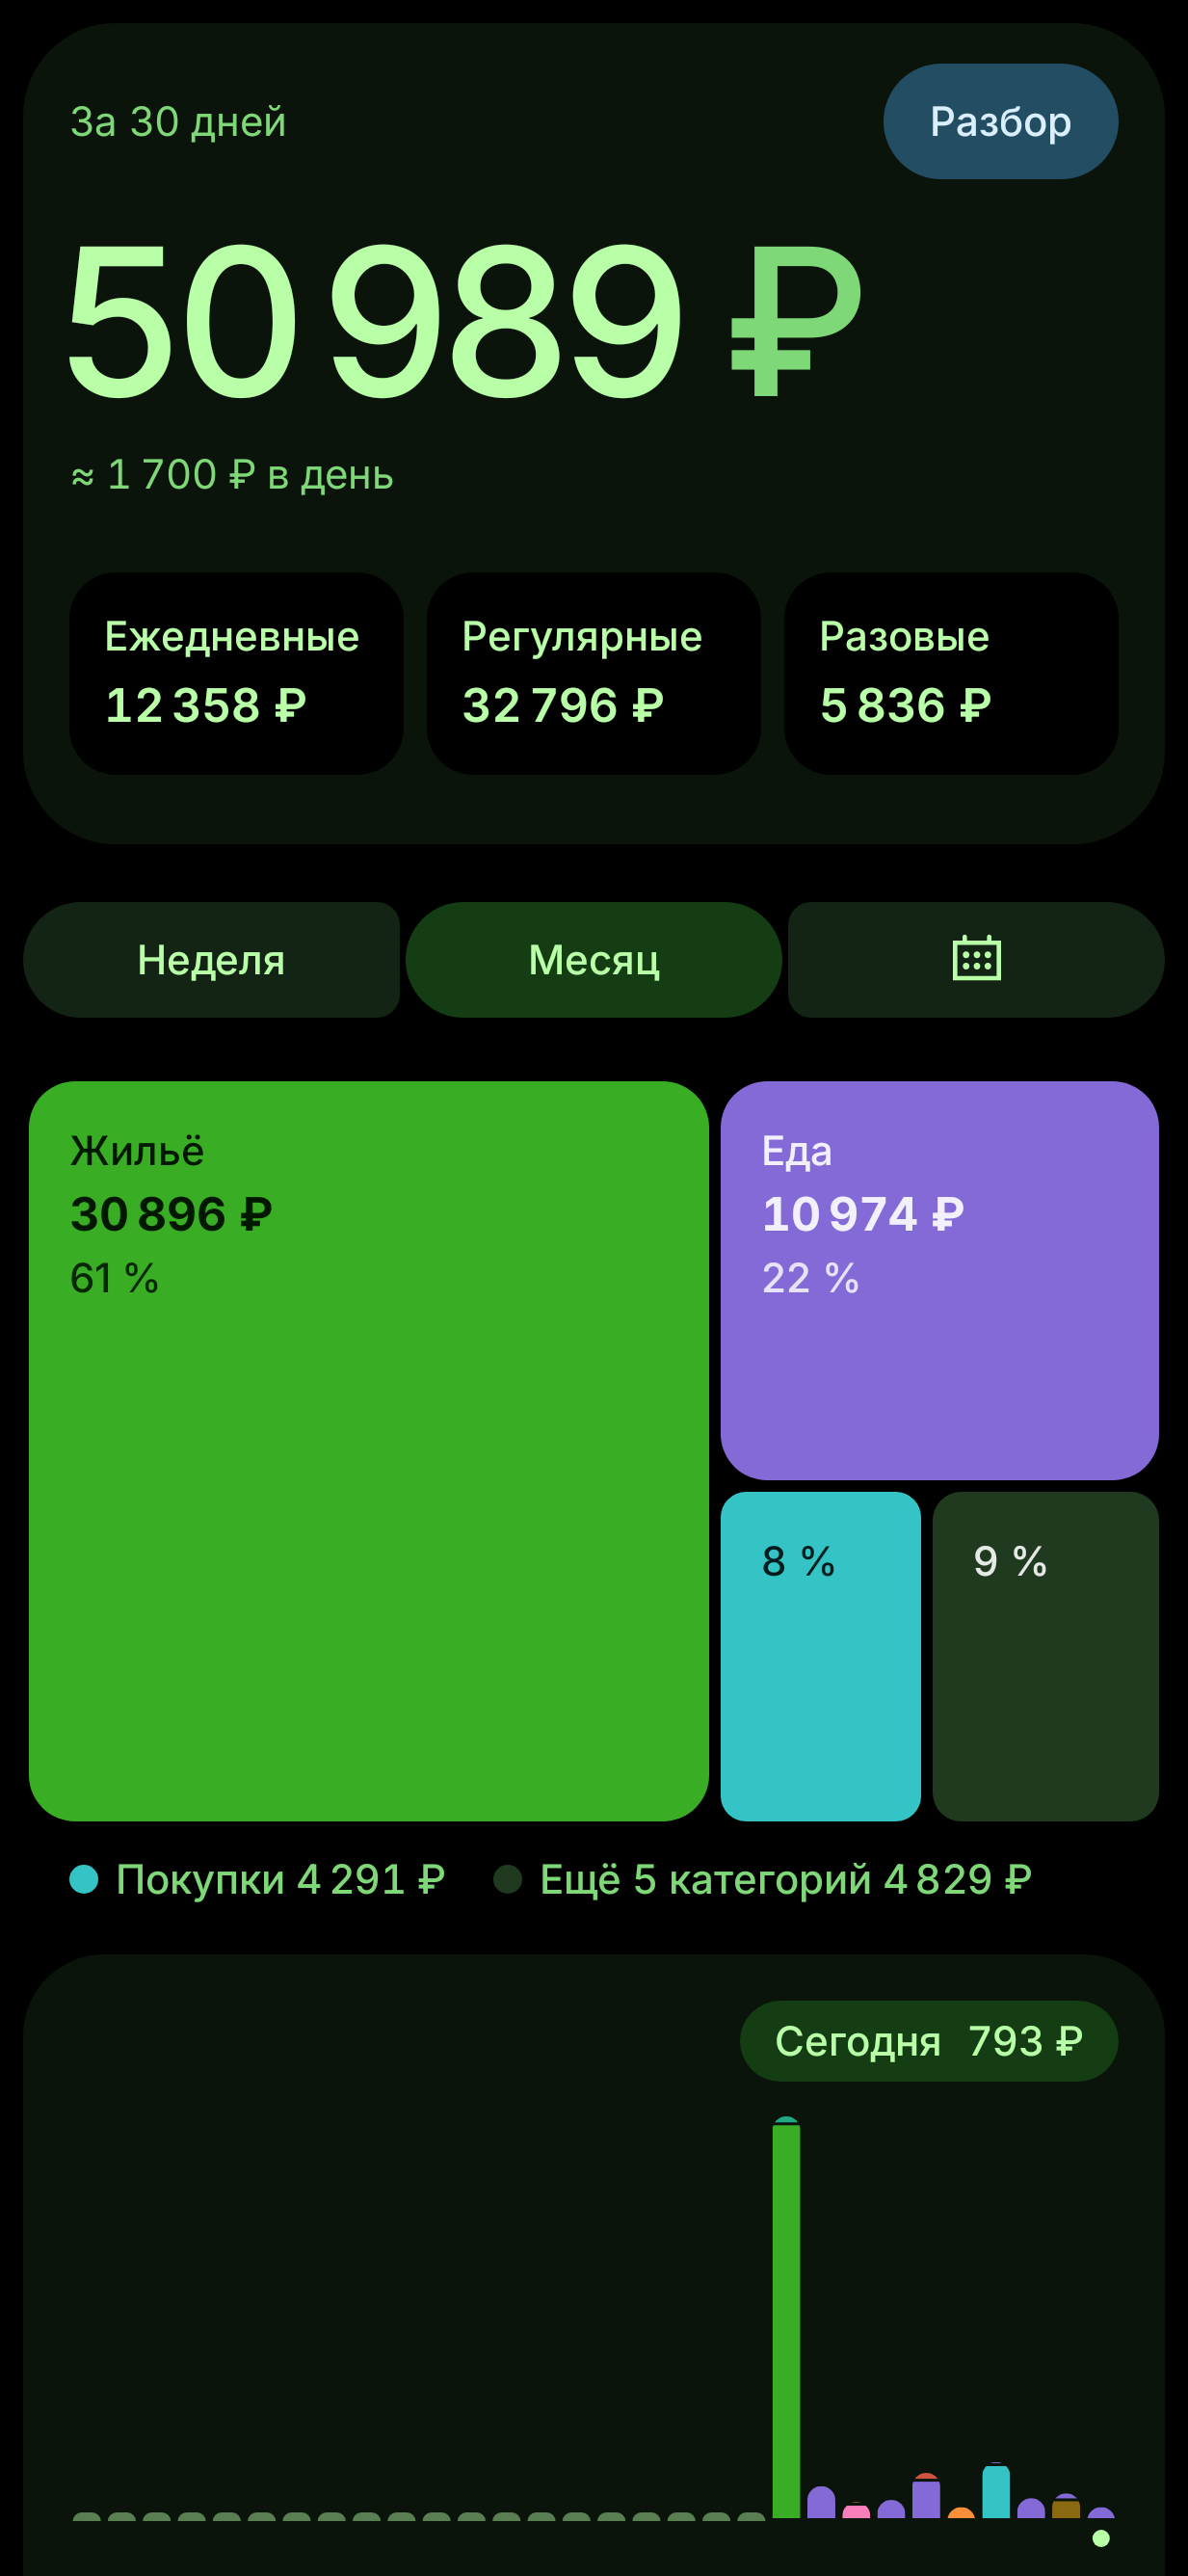 За 30 дней
Разбор
50 989 ₽
≈ 1 700 ₽ в день
Ежедневные
12 358 ₽
Регулярные
32 796 ₽
Разовые
5 836 ₽
Неделя
Месяц
Жильё
30 896 ₽
61 %
Еда
10 974 ₽
22 %
8 %
9 %
Покупки 4 291 ₽
Ещё 5 категорий 4 829 ₽
Сегодня 793 ₽